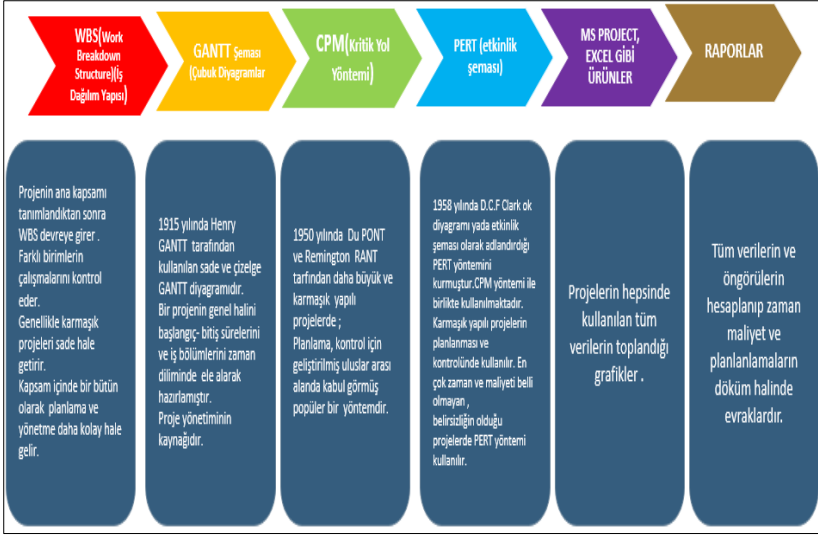 WBS(Work
Breakdown
Structure)(İş
Dağılım Yapısı)
GANTT Şeması
(Çubuk Diyagramlar
CPM(Kritik Yol
Yöntemi)
PERT (etkinlik
şeması)
MS PROJECT,
EXCEL GİBİ
ÜRÜNLER
RAPORLAR
Projenin ana kapsamı
tanımlandıktan sonra
WBS devreye girer .
Farklı birimlerin
çalışmalarını kontrol
eder.
Genellikle karmaşık
projeleri sade hale
getirir.
Kapsam içinde bir bütün
olarak planlama ve
yönetme daha kolay hale
gelir.
1915 yılında Henry
GANTT tarafından
kullanılan sade ve çizelge
GANTT diyagramıdır.
Bir projenin genel halini
başlangıç- bitiş sürelerini
ve iş bölümlerini zaman
diliminde ele alarak
hazırlamıştır.
Proje yönetiminin
kaynağıdır.
1950 yılında Du PONT
ve Remington RANT
tarfından daha büyük ve
karmaşık yapılı
projelerde ;
Planlama, kontrol için
geliştirilmiş uluslar arası
alanda kabul görmüş
popüler bir yöntemdir.
1958 yılında D.C.F Clark ok
diyagramı yada etkinlik
şeması olarak adlandırdığı
PERT yöntemini
kurmuştur.CPM yöntemi ile
birlikte kullanılmaktadır.
Karmaşık yapılı projelerin
planlanması ve
kontrolünde kullanılır. En
çok zaman ve maliyeti belli
olmayan ,
belirsizliğin olduğu
projelerde PERT yöntemi
kullanılır.
Projelerin hepsinde
kullanılan tüm
verilerin toplandığı
grafikler .
Tüm verilerin ve
öngörülerin
hesaplanıp zaman
maliyet ve
planlanlamaların
döküm halinde
evraklardır.